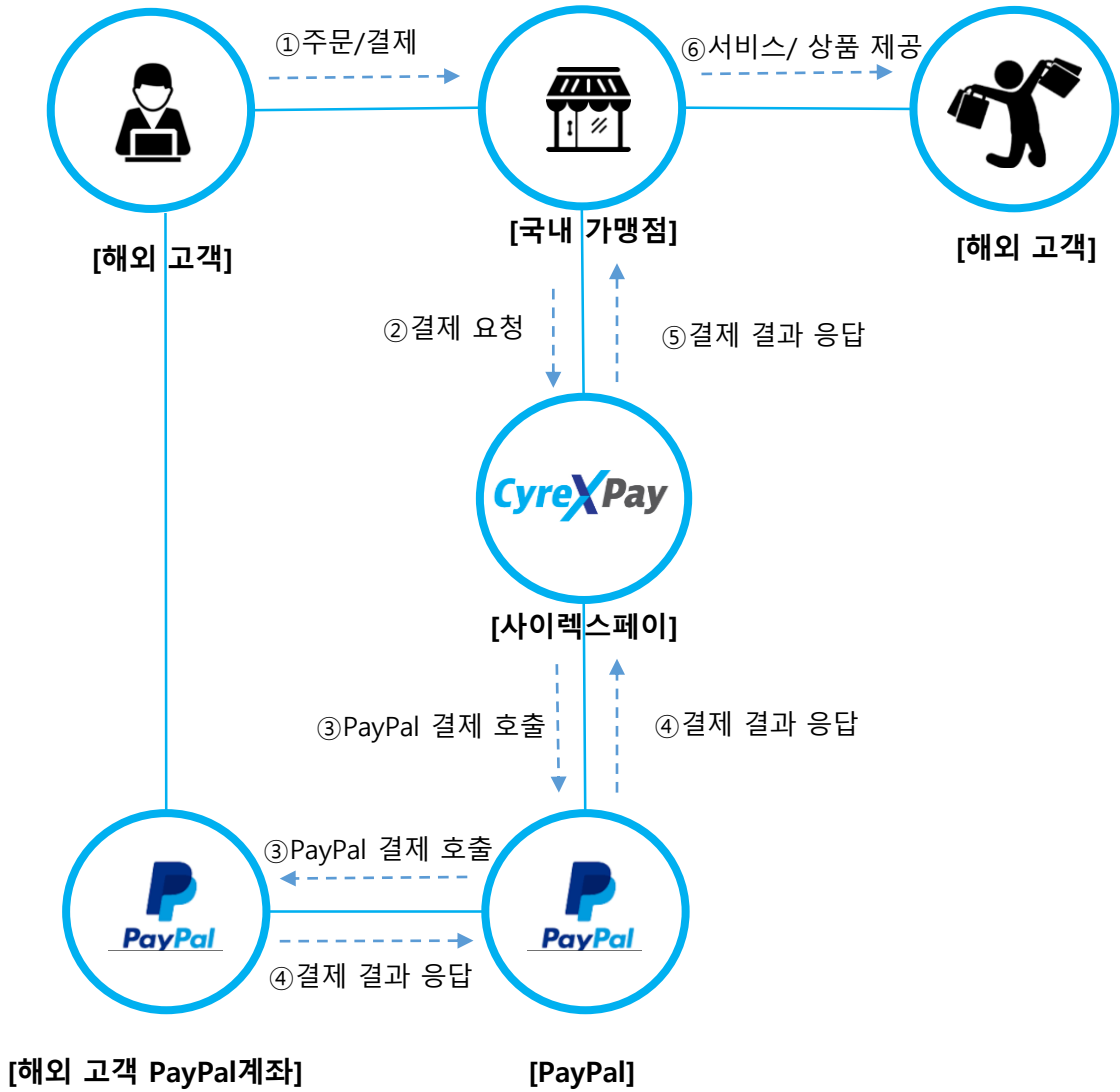 ①주문/결제
⑥서비스/ 상품 제공
[해외 고객]
[국내 가맹점]
[해외 고객]
②결제 요청
⑤결제 결과 응답
CyreXPay
[사이렉스페이]
③PayPal 결제 호출
④결제 결과 응답
③PayPal 결제 호출
PayPal
PayPal
④결제 결과 응답
[해외 고객 PayPal계좌]
[PayPal]